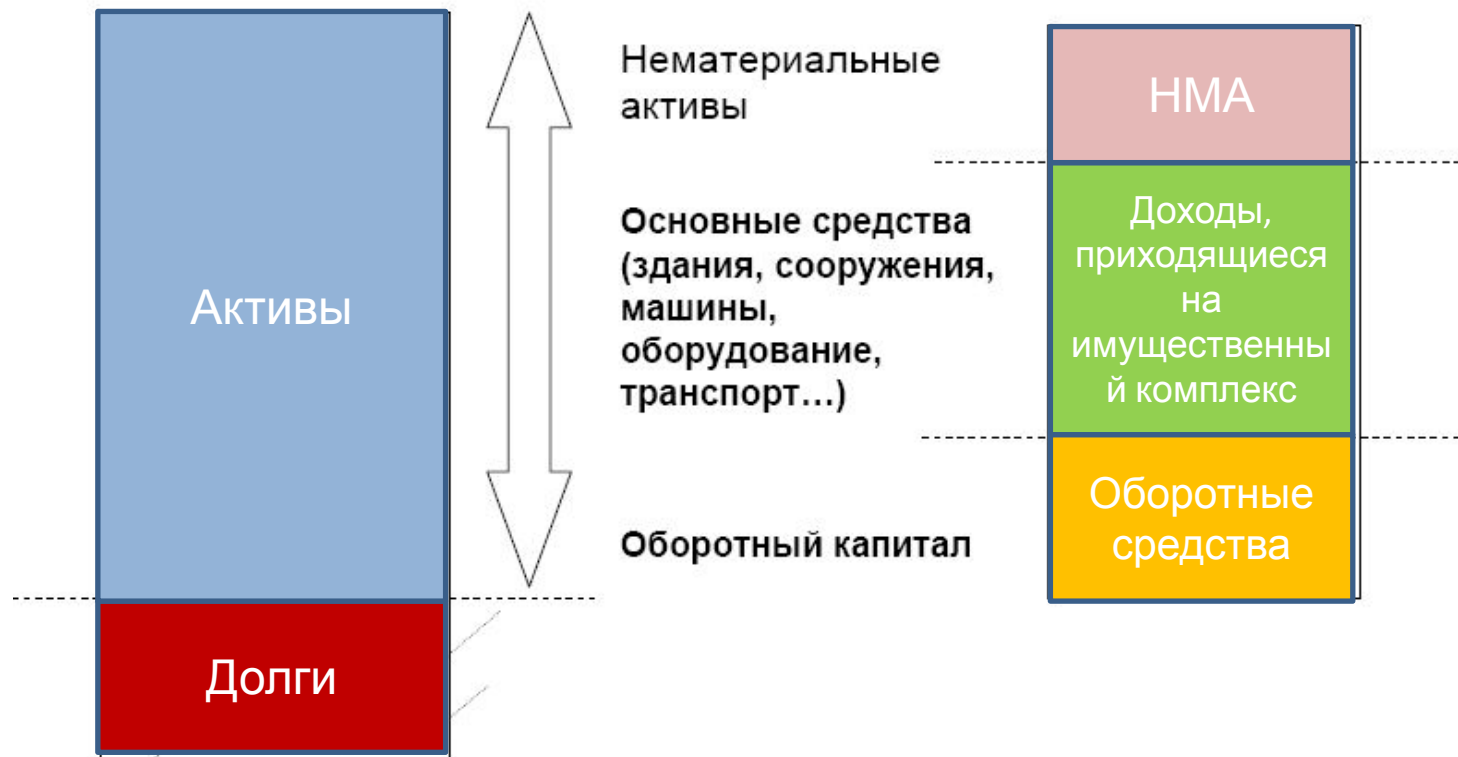 Активы
Долги
Нематериальные
активы
Основные средства
(здания, сооружения,
машины,
оборудование,
транспорт...)
Оборотный капитал
НМА
Доходы,
приходящиеся
на
имущественны
й комплекс
Оборотные
средства